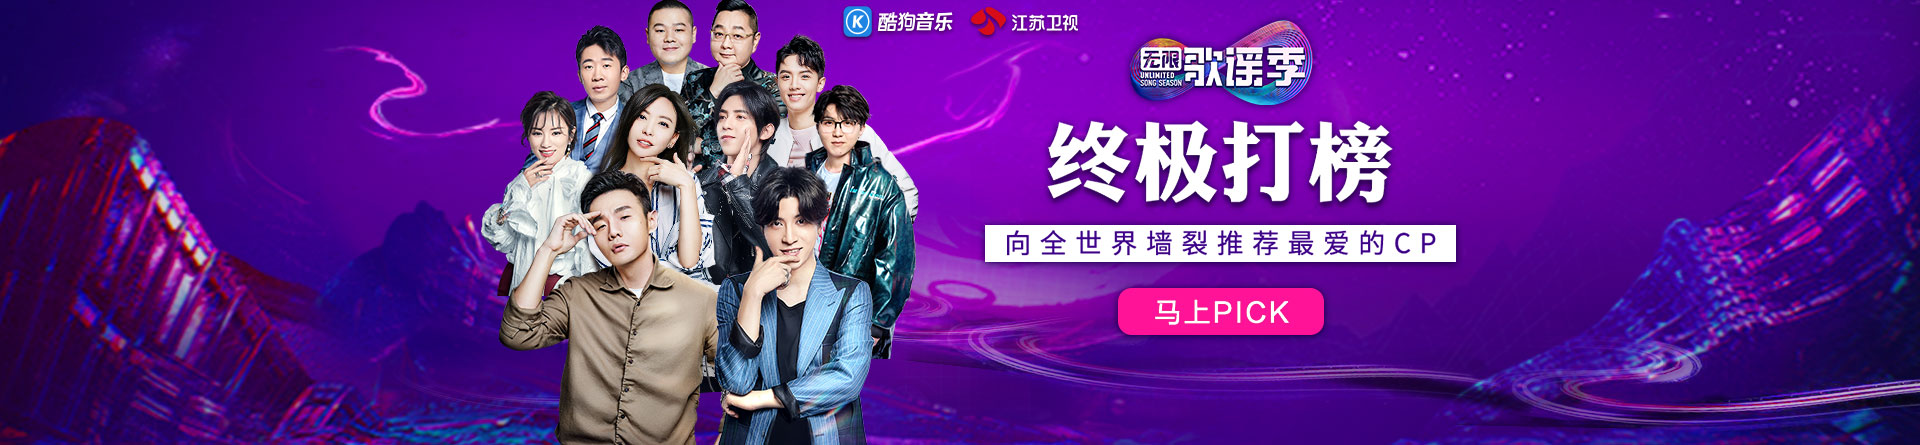 酷狗音乐 江苏卫视
无限歌谣季
UNLIMITED
SONG SEASON
终极打榜
向全世界墙裂推荐最爱的CP
马上PICK